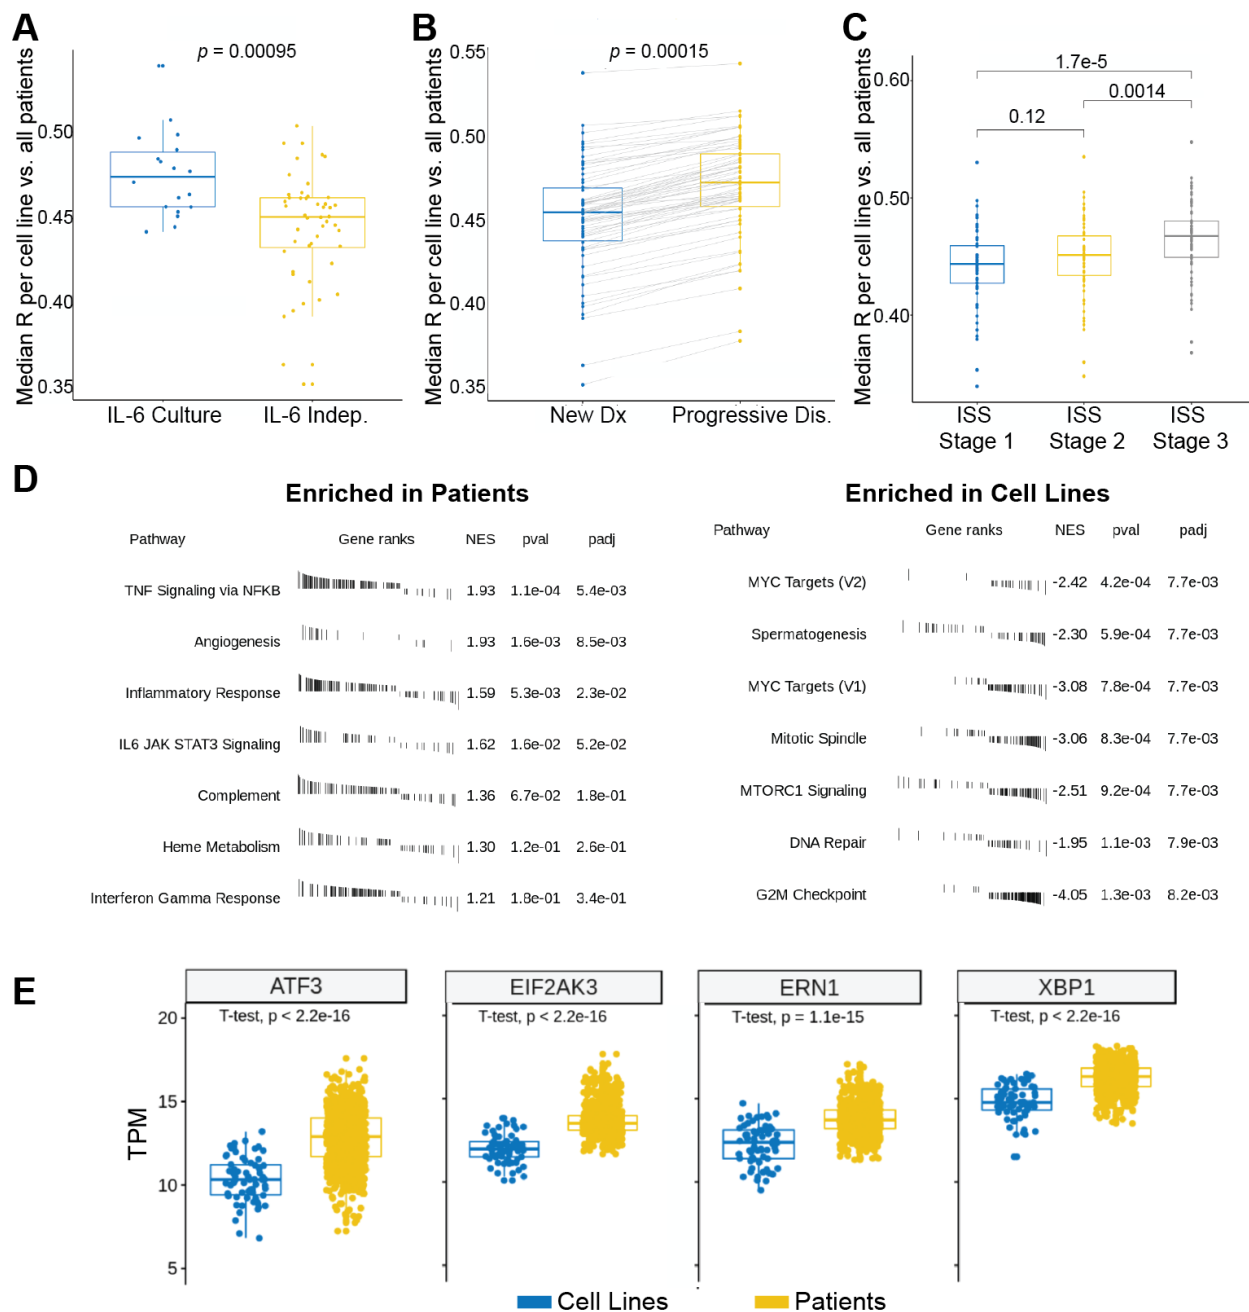 A
p = 0.00095
Median R per cell line vs. all patients
0.50
0.45
0.40
0.35
IL-6 Culture
IL-6 Indep.
B
p = 0.00015
Median R per cell line vs. all patients
0.55
0.50
0.45
0.40
0.35
New Dx
Progressive Dis.
C
Median R per cell line vs. all patients
0.60
0.50
0.40
1.7e-5
0.0014
0.12
ISS Stage 1
ISS Stage 2
ISS Stage 3
D
Enriched in Patients
Pathway Gene ranks NES pval padj
TNF Signaling via NFKB 1.93 1.1e-04 5.4e-03
Angiogenesis 1.93 1.6e-03 8.5e-03
Inflammatory Response 1.59 5.3e-03 2.3e-02
IL6 JAK STAT3 Signaling 1.62 1.6e-02 5.2e-02
Complement 1.36 6.7e-02 1.8e-01
Heme Metabolism 1.30 1.2e-01 2.6e-01
Interferon Gamma Response 1.21 1.8e-01 3.4e-01
Enriched in Cell Lines
Pathway Gene ranks NES pval padj
MYC Targets (V2) -2.42 4.2e-04 7.7e-03
Spermatogenesis -2.30 5.9e-04 7.7e-03
MYC Targets (V1) -3.08 7.8e-04 7.7e-03
Mitotic Spindle -3.06 8.3e-04 7.7e-03
MTORC1 Signaling -2.51 9.2e-04 7.7e-03
DNA Repair -1.95 1.1e-03 7.9e-03
G2M Checkpoint -4.05 1.3e-03 8.2e-03
E
TPM
20
15
10
5
ATF3
T-test, p < 2.2e-16
EIF2AK3
T-test, p < 2.2e-16
ERN1
T-test, p = 1.1e-15
XBP1
T-test, p < 2.2e-16
Cell Lines
Patients